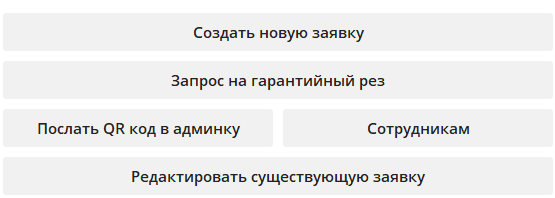 Создать новую заявку
Запрос на гарантийный рез
Послать QR код в админку
Сотрудникам
Редактировать существующую заявку